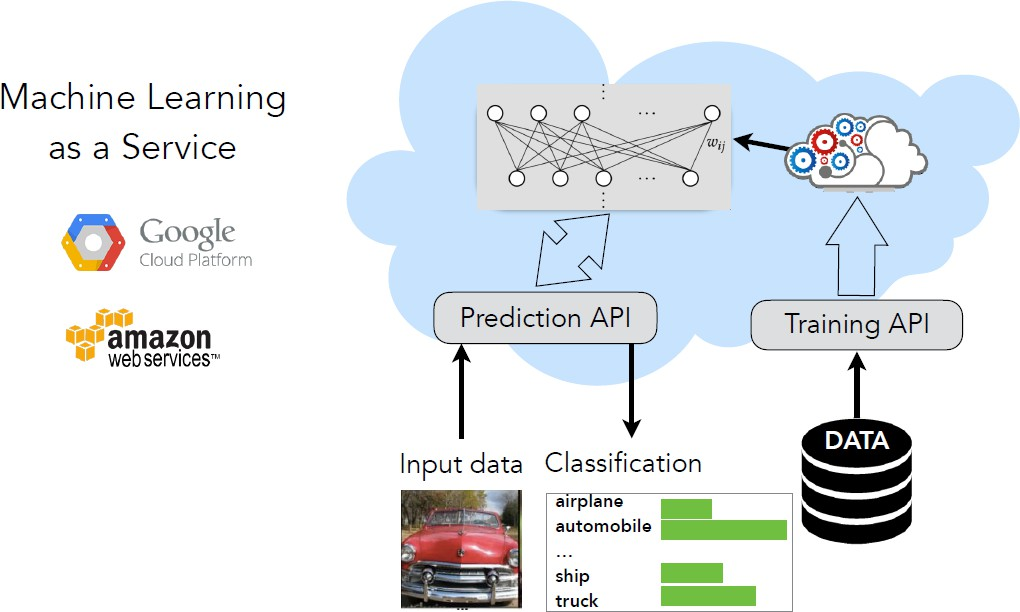 Machine Learning
as a Service
Google
Cloud Platform
amazon
web services™
...
w_ij
...
Prediction API
Training API
Input data
Classification
DATA
airplane
automobile
...
ship
truck